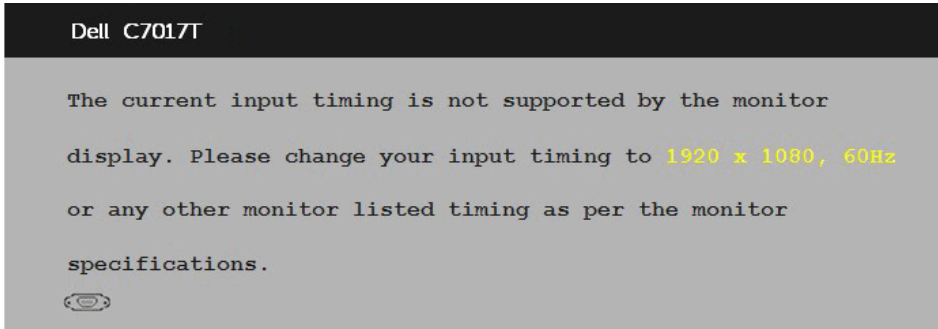 Dell C7017T
The current input timing is not supported by the monitor
display. Please change your input timing to 1920 x 1080, 60Hz
or any other monitor listed timing as per the monitor
specifications.